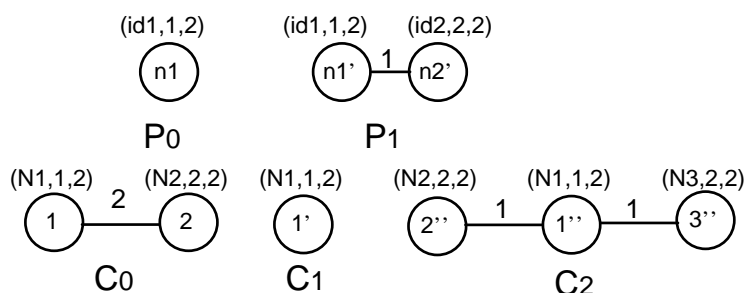 (id1,1,2) (id1,1,2) (id2,2,2)
n1 n1’ 1 n2'
P0 P1
(N1,1,2) (N2,2,2) (N1,1,2) (N2,2,2) (N1,1,2) (N3,2,2)
1 2 2 1' 2’’ 1 1’’ 1 3’’
C0 C1 C2